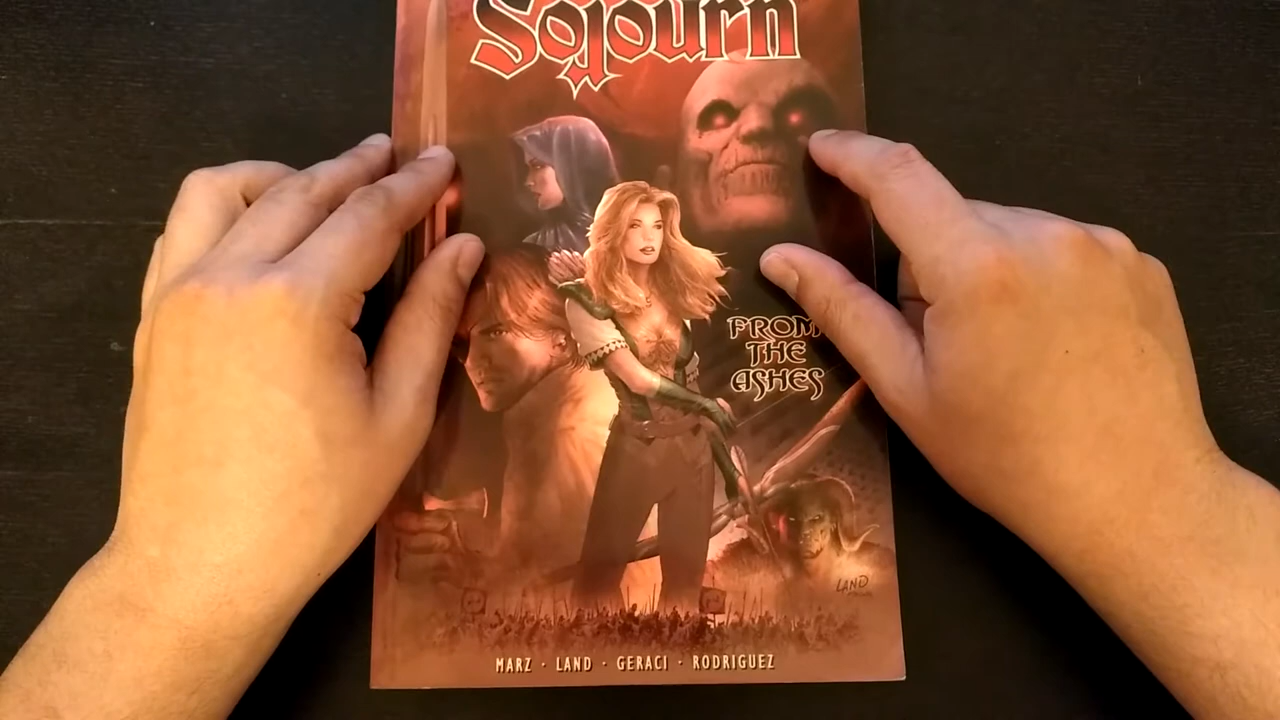 Sojourn
FROM
THE
ASHES
LAND
MARZ · LAND · GERACI · RODRIGUEZ